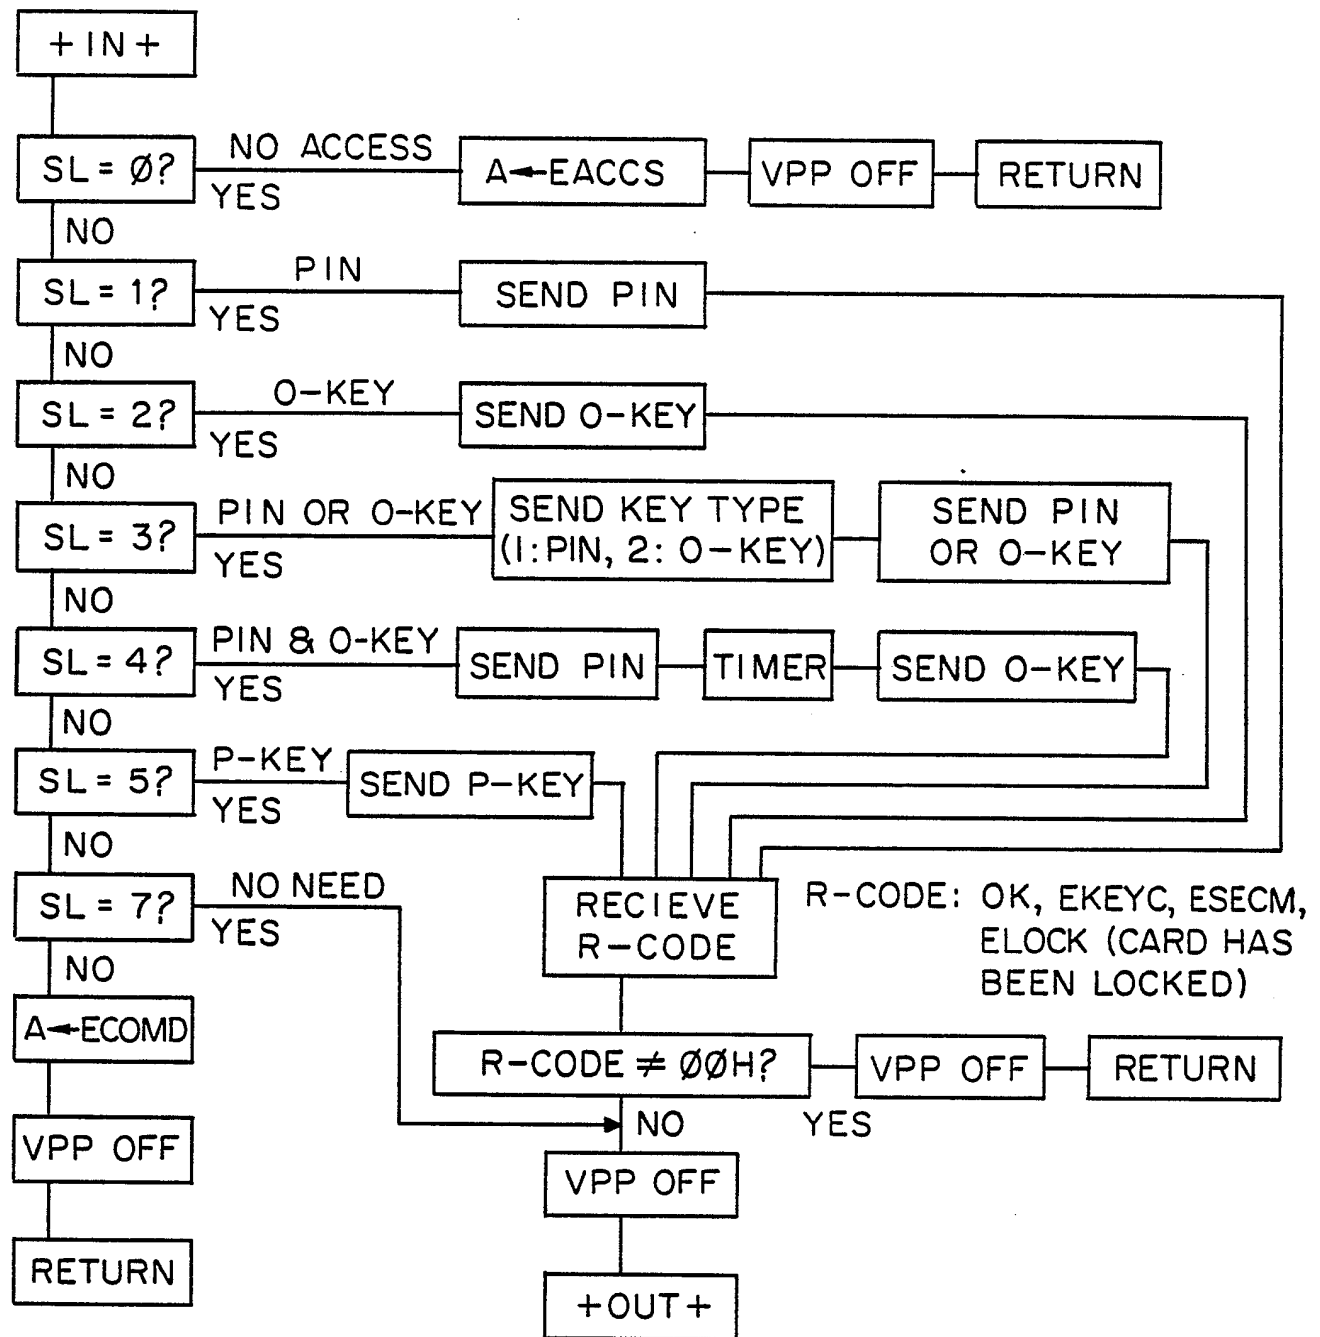 +IN+
SL=Ø?
NO ACCESS
YES
A←EACCS
VPP OFF
RETURN
NO
SL=1?
PIN
YES
SEND PIN
NO
SL=2?
O-KEY
YES
SEND O-KEY
NO
SL=3?
PIN OR O-KEY
YES
SEND KEY TYPE
(1:PIN, 2: O-KEY)
SEND PIN
OR O-KEY
NO
SL=4?
PIN & O-KEY
YES
SEND PIN
TIMER
SEND O-KEY
NO
SL=5?
P-KEY
YES
SEND P-KEY
NO
SL=7?
NO NEED
YES
RECIEVE
R-CODE
R-CODE: OK, EKEYC, ESECM,
ELOCK (CARD HAS
BEEN LOCKED)
NO
A←ECOMD
R-CODE ≠ ØØH?
VPP OFF
RETURN
NO
YES
VPP OFF
VPP OFF
RETURN
+OUT+